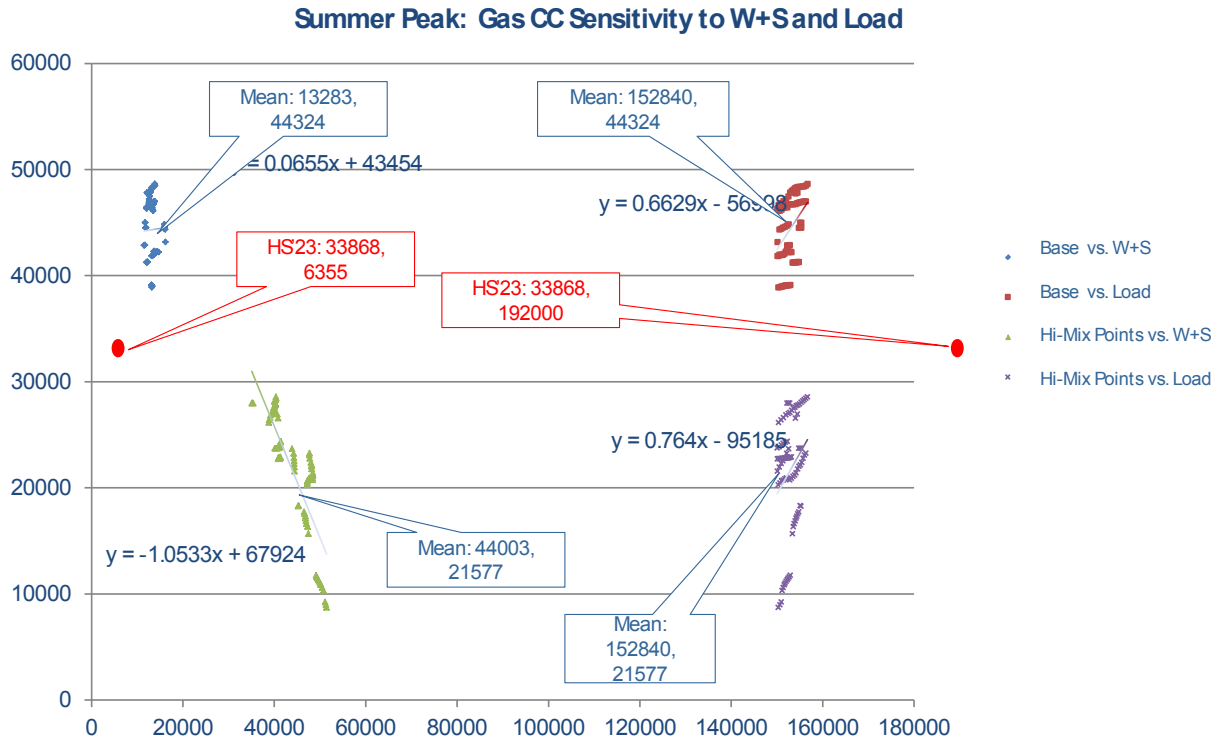 Summer Peak: Gas CC Sensitivity to W+S and Load
60000
50000
40000
30000
20000
10000
0
0 20000 40000 60000 80000 100000 120000 140000 160000 180000
Mean: 13283,
44324
= 0.0655x + 43454
Mean: 152840,
44324
y = 0.6629x - 56998
HS'23: 33868,
6355
HS'23: 33868,
192000
y = 0.764x - 95185
y = -1.0533x + 67924
Mean: 44003,
21577
Mean:
152840,
21577
Base vs. W+S
Base vs. Load
Hi-Mix Points vs. W+S
Hi-Mix Points vs. Load